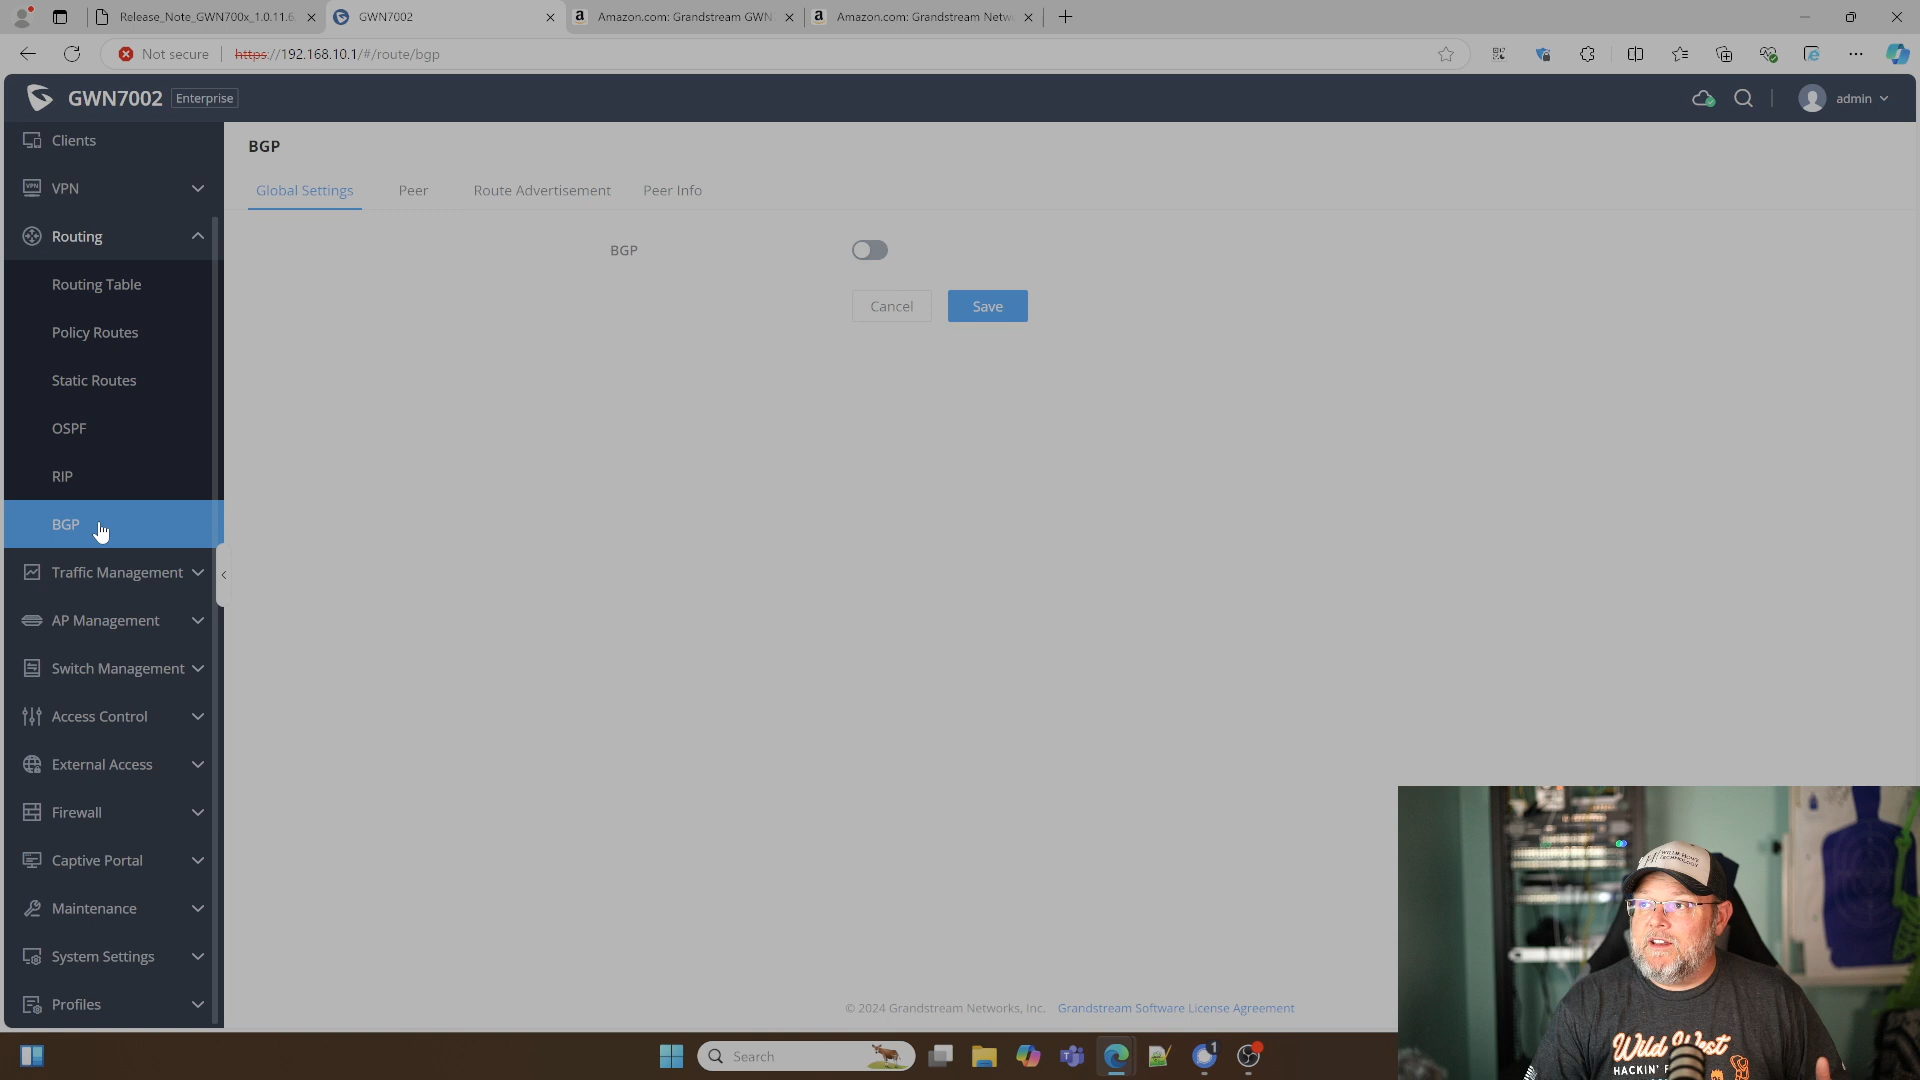 Release_Note_GWN700x_1.0.11.6
GWN7002
Amazon.com: Grandstream GWN
Amazon.com: Grandstream Netw
Not secure
https://192.168.10.1/#/route/bgp
GWN7002
Enterprise
admin
Clients
VPN
Routing
Routing Table
Policy Routes
Static Routes
OSPF
RIP
BGP
Traffic Management
AP Management
Switch Management
Access Control
External Access
Firewall
Captive Portal
Maintenance
System Settings
Profiles
BGP
Global Settings
Peer
Route Advertisement
Peer Info
BGP
Cancel
Save
© 2024 Grandstream Networks, Inc.
Grandstream Software License Agreement
Search
1
Wild West
HACKIN'